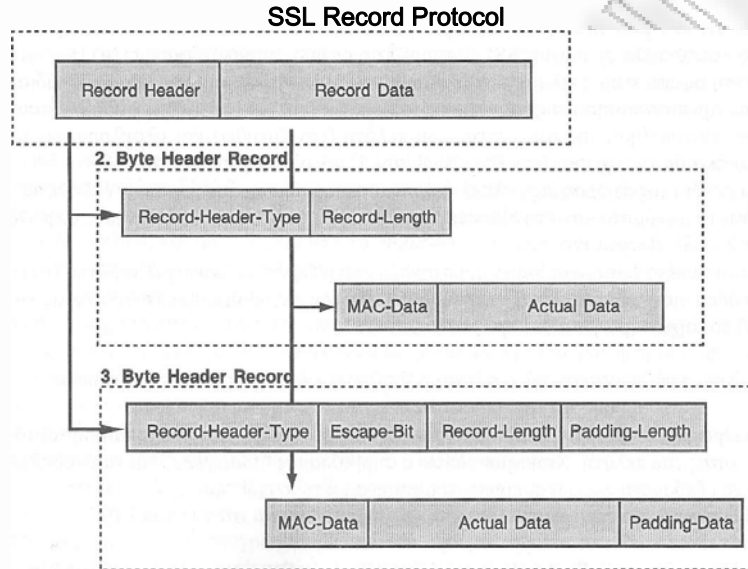 SSL Record Protocol
Record Header Record Data
2. Byte Header Record
Record-Header-Type Record-Length
MAC-Data Actual Data
3. Byte Header Record
Record-Header-Type Escape-Bit Record-Length Padding-Length
MAC-Data Actual Data Padding-Data